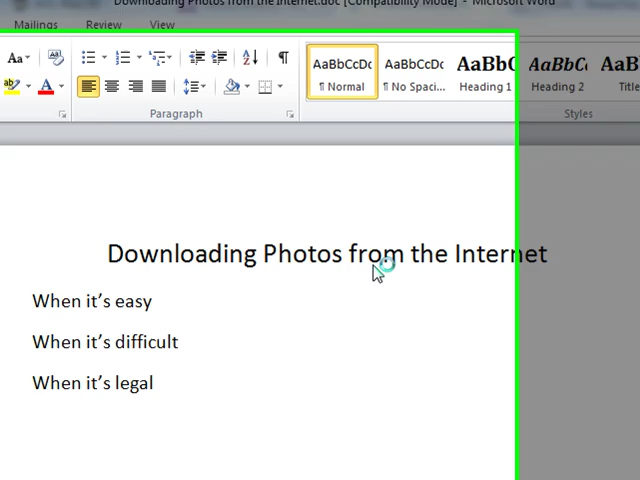 Downloading Photos from the Internet.doc [Compatibility Mode] - Microsoft Word
Mailings Review View
Aa
AaBbCcDc AaBbCcDc AaBbC AaBbCc AaB
¶ Normal ¶ No Spaci... Heading 1 Heading 2 Title
Paragraph Styles
Downloading Photos from the Internet
When it's easy
When it's difficult
When it's legal